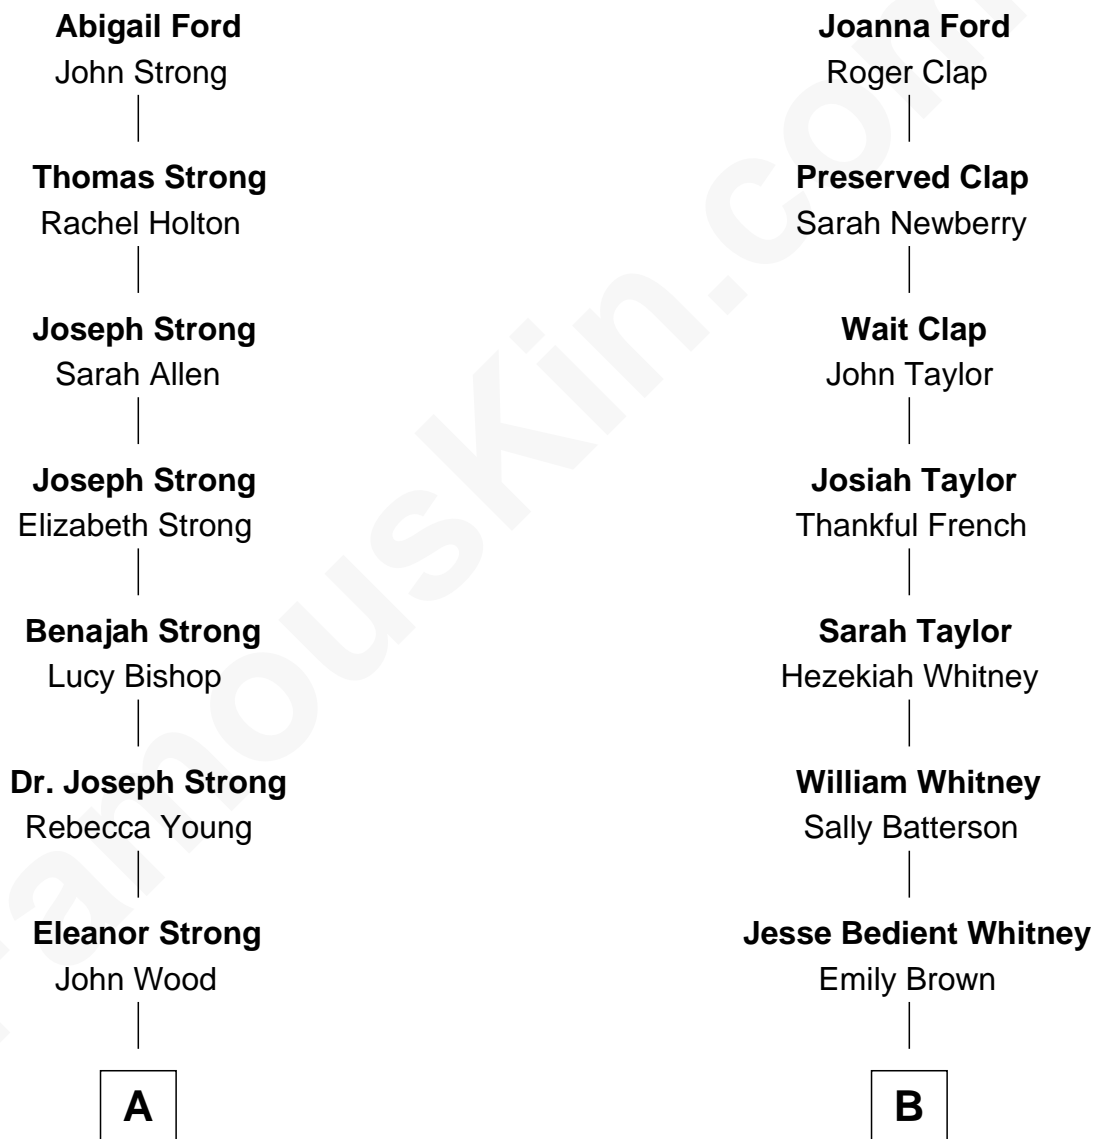 Abigail Ford
John Strong
Thomas Strong
Rachel Holton
Joseph Strong
Sarah Allen
Joseph Strong
Elizabeth Strong
Benajah Strong
Lucy Bishop
Dr. Joseph Strong
Rebecca Young
Eleanor Strong
John Wood
A
Joanna Ford
Roger Clap
Preserved Clap
Sarah Newberry
Wait Clap
John Taylor
Josiah Taylor
Thankful French
Sarah Taylor
Hezekiah Whitney
William Whitney
Sally Batterson
Jesse Bedient Whitney
Emily Brown
B
FamousKin.com